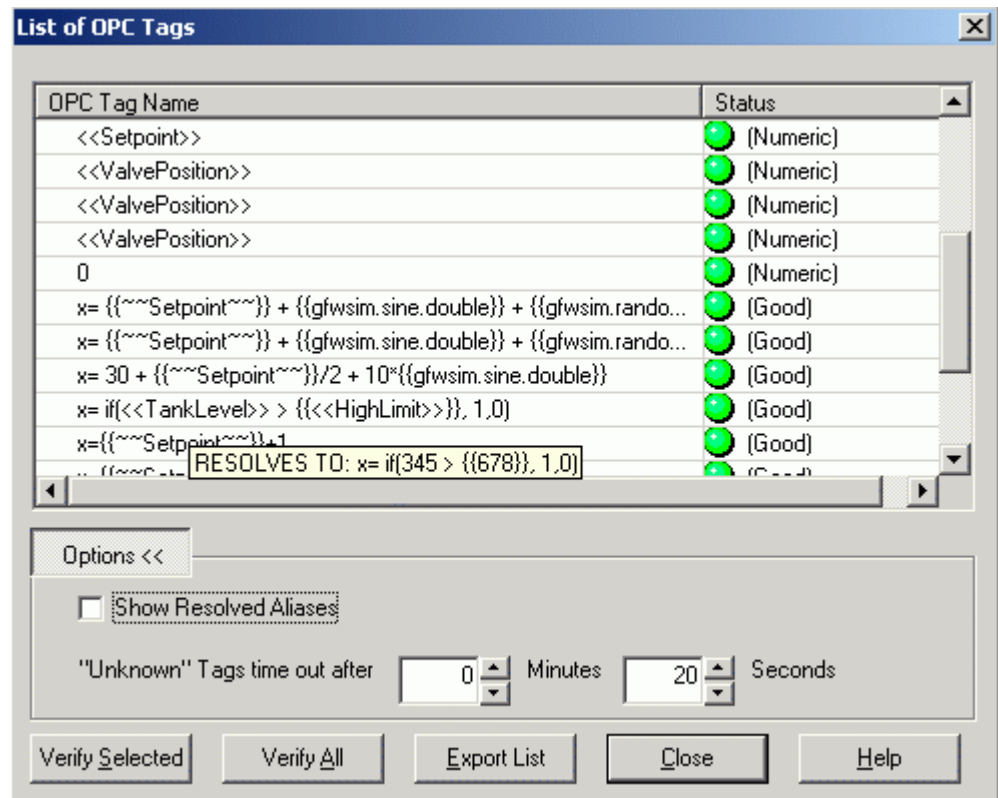 List of OPC Tags
OPC Tag Name Status
<<Setpoint>> (Numeric)
<<ValvePosition>> (Numeric)
<<ValvePosition>> (Numeric)
<<ValvePosition>> (Numeric)
0 (Numeric)
x= {{~~Setpoint~~}} + {{gfwsim.sine.double}} + {{gfwsim.rando... (Good)
x= {{~~Setpoint~~}} + {{gfwsim.sine.double}} + {{gfwsim.rando... (Good)
x= 30 + {{~~Setpoint~~}}/2 + 10*{{gfwsim.sine.double}} (Good)
x= if(<<TankLevel>> > {{<<HighLimit>>}}, 1,0) (Good)
x={{~~Setpoint~~}}+1 (Good)
RESOLVES TO: x= if(345 > {{678}}, 1,0)
Options <<
Show Resolved Aliases
"Unknown" Tags time out after 0 Minutes 20 Seconds
Verify Selected Verify All Export List Close Help